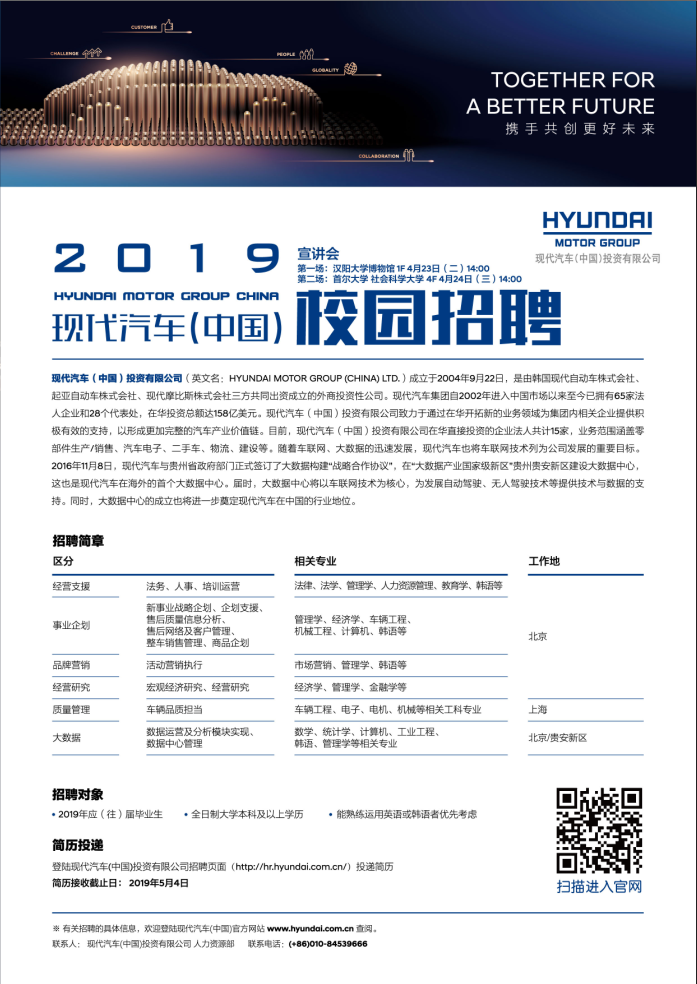 CUSTOMER
CHALLENGE
PEOPLE
GLOBALITY
COLLABORATION
TOGETHER FOR
A BETTER FUTURE
携手共创更好未来
HYUNDAI
MOTOR GROUP
现代汽车(中国)投资有限公司
2019
宣讲会
第一场：汉阳大学博物馆 1F 4月23日（二）14:00
第二场：首尔大学 社会科学大学 4F 4月24日（三）14:00
HYUNDAI MOTOR GROUP CHINA
现代汽车(中国) 校园招聘
现代汽车（中国）投资有限公司（英文名：HYUNDAI MOTOR GROUP (CHINA) LTD.）成立于2004年9月22日，是由韩国现代自动车株式会社、
起亚自动车株式会社、现代摩比斯株式会社三方共同出资成立的外商投资性公司。现代汽车集团自2002年进入中国市场以来至今已拥有65家法
人企业和28个代表处，在华投资总额达158亿美元。现代汽车（中国）投资有限公司致力于通过在华开拓新的业务领域为集团内相关企业提供积
极有效的支持，以形成更加完整的汽车产业价值链。目前，现代汽车（中国）投资有限公司在华直接投资的企业法人共计15家，业务范围涵盖零
部件生产/销售、汽车电子、二手车、物流、建设等。随着车联网、大数据的迅速发展，现代汽车也将车联网技术列为公司发展的重要目标。
2016年11月8日，现代汽车与贵州省政府部门正式签订了大数据构建“战略合作协议”，在“大数据产业国家级新区”贵州贵安新区建设大数据中心，
这也是现代汽车在海外的首个大数据中心。届时，大数据中心将以车联网技术为核心，为发展自动驾驶、无人驾驶技术等提供技术与数据的支
持。同时，大数据中心的成立也将进一步奠定现代汽车在中国的行业地位。
招聘简章
区分 相关专业 工作地
经营支援 法务、人事、培训运营 法律、法学、管理学、人力资源管理、教育学、韩语等
事业企划
新事业战略企划、企划支援、
售后质量信息分析、
售后网络及客户管理、
整车销售管理、商品企划
管理学、经济学、车辆工程、
机械工程、计算机、韩语等
北京
品牌营销 活动营销执行 市场营销、管理学、韩语等
经营研究 宏观经济研究、经营研究 经济学、管理学、金融学等
质量管理 车辆品质担当 车辆工程、电子、电机、机械等相关工科专业 上海
大数据
数据运营及分析模块实现、
数据中心管理
数学、统计学、计算机、工业工程、
韩语、管理学等相关专业
北京/贵安新区
招聘对象
• 2019年应（往）届毕业生 • 全日制大学本科及以上学历 • 能熟练运用英语或韩语者优先考虑
简历投递
登陆现代汽车(中国)投资有限公司招聘页面（http://hr.hyundai.com.cn/）投递简历
简历接收截止日： 2019年5月4日
扫描进入官网
※ 有关招聘的具体信息，欢迎登陆现代汽车(中国)官方网站 www.hyundai.com.cn 查阅。
联系人： 现代汽车(中国)投资有限公司 人力资源部 联系电话：(+86)010-84539666